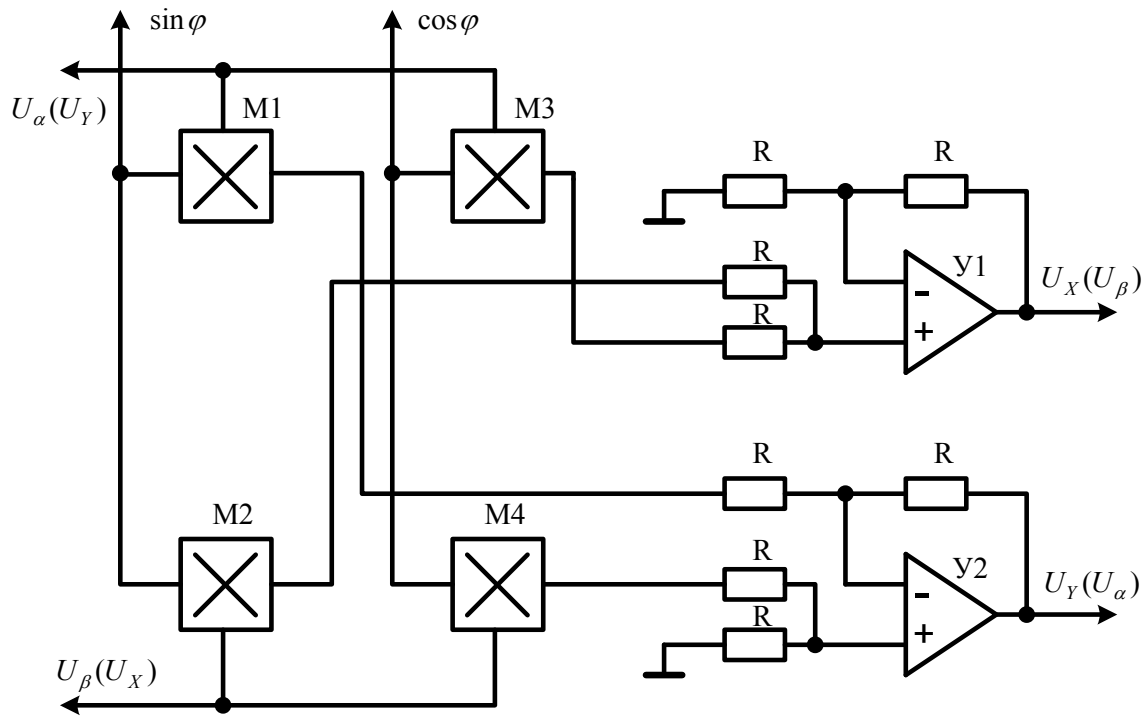 sin φ
cos φ
U_α(U_Y)
M1
M3
R
R
R
У1
U_X(U_β)
R
-
+
R
R
M2
M4
R
У2
U_Y(U_α)
R
-
+
U_β(U_X)